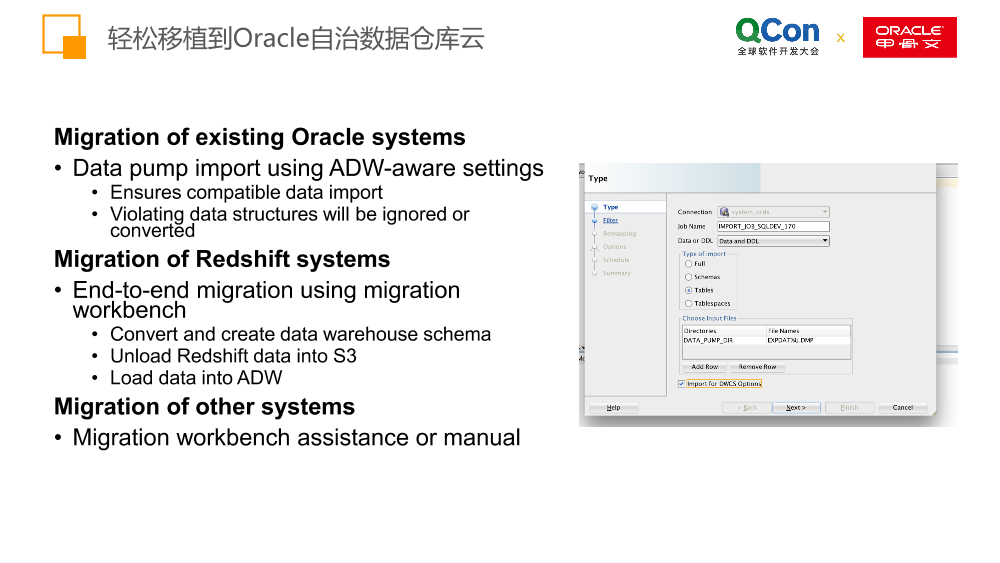 轻松移植到Oracle自治数据仓库云
QCon
全球软件开发大会
x
ORACLE
甲骨文
Migration of existing Oracle systems
• Data pump import using ADW-aware settings
• Ensures compatible data import
• Violating data structures will be ignored or
converted
Migration of Redshift systems
• End-to-end migration using migration
workbench
• Convert and create data warehouse schema
• Unload Redshift data into S3
• Load data into ADW
Migration of other systems
• Migration workbench assistance or manual
Type
Type
Filter
Remapping
Options
Schedule
Summary
Connection system_ords
Job Name IMPORT_JOB_SQLDEV_170
Data or DDL Data and DDL
Type of import
Full
Schemas
Tables
Tablespaces
Choose Input Files
Directories File Names
DATA_PUMP_DIR EXPDAT%U.DMP
Add Row Remove Row
Import for DWCS Options
Help < Back Next > Finish Cancel